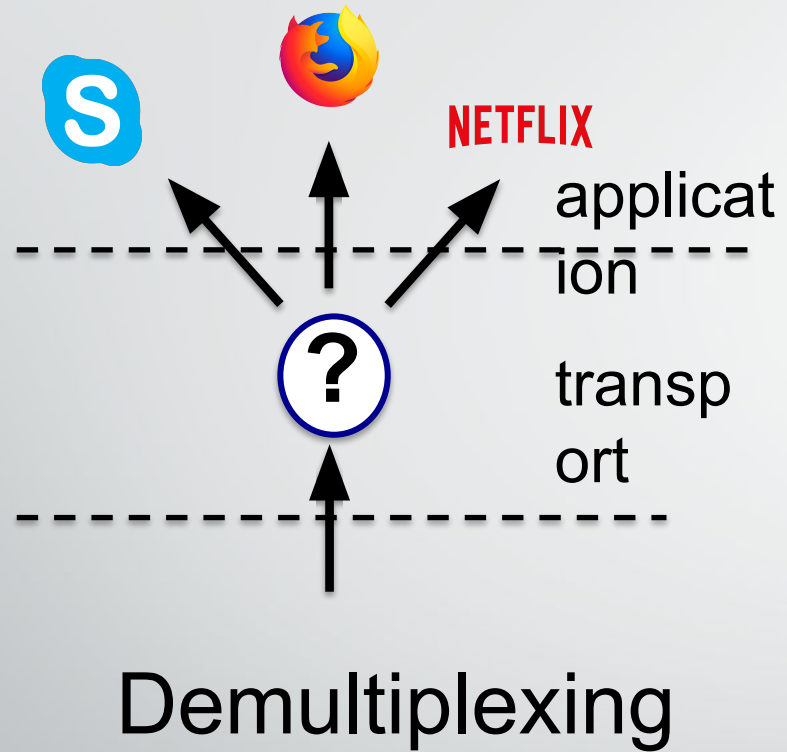 S
NETFLIX
applicat
ion
?
transp
ort
Demultiplexing